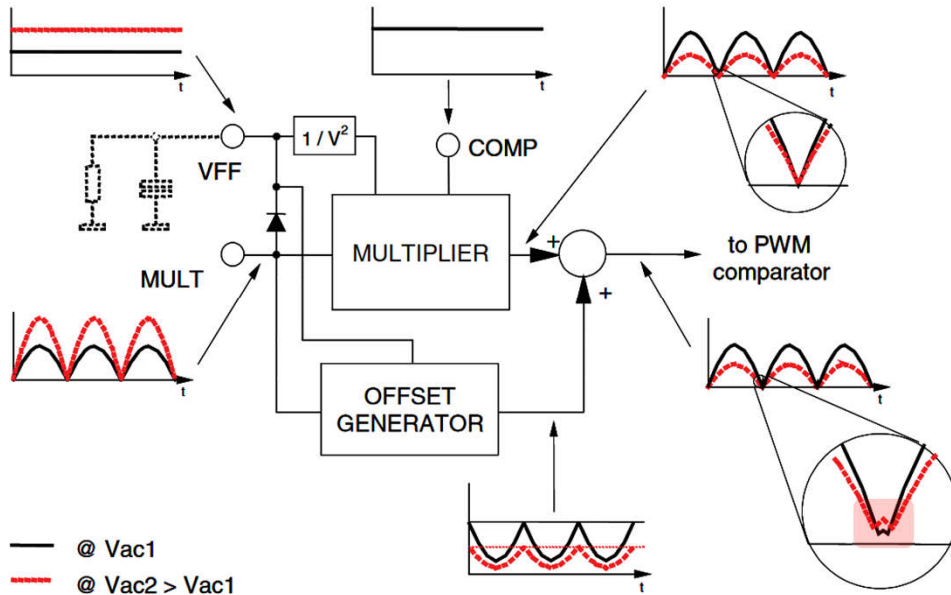 t
t
t
1 / V²
VFF
COMP
MULTIPLIER
+
to PWM
comparator
MULT
+
t
t
OFFSET
GENERATOR
t
@ Vac1
@ Vac2 > Vac1